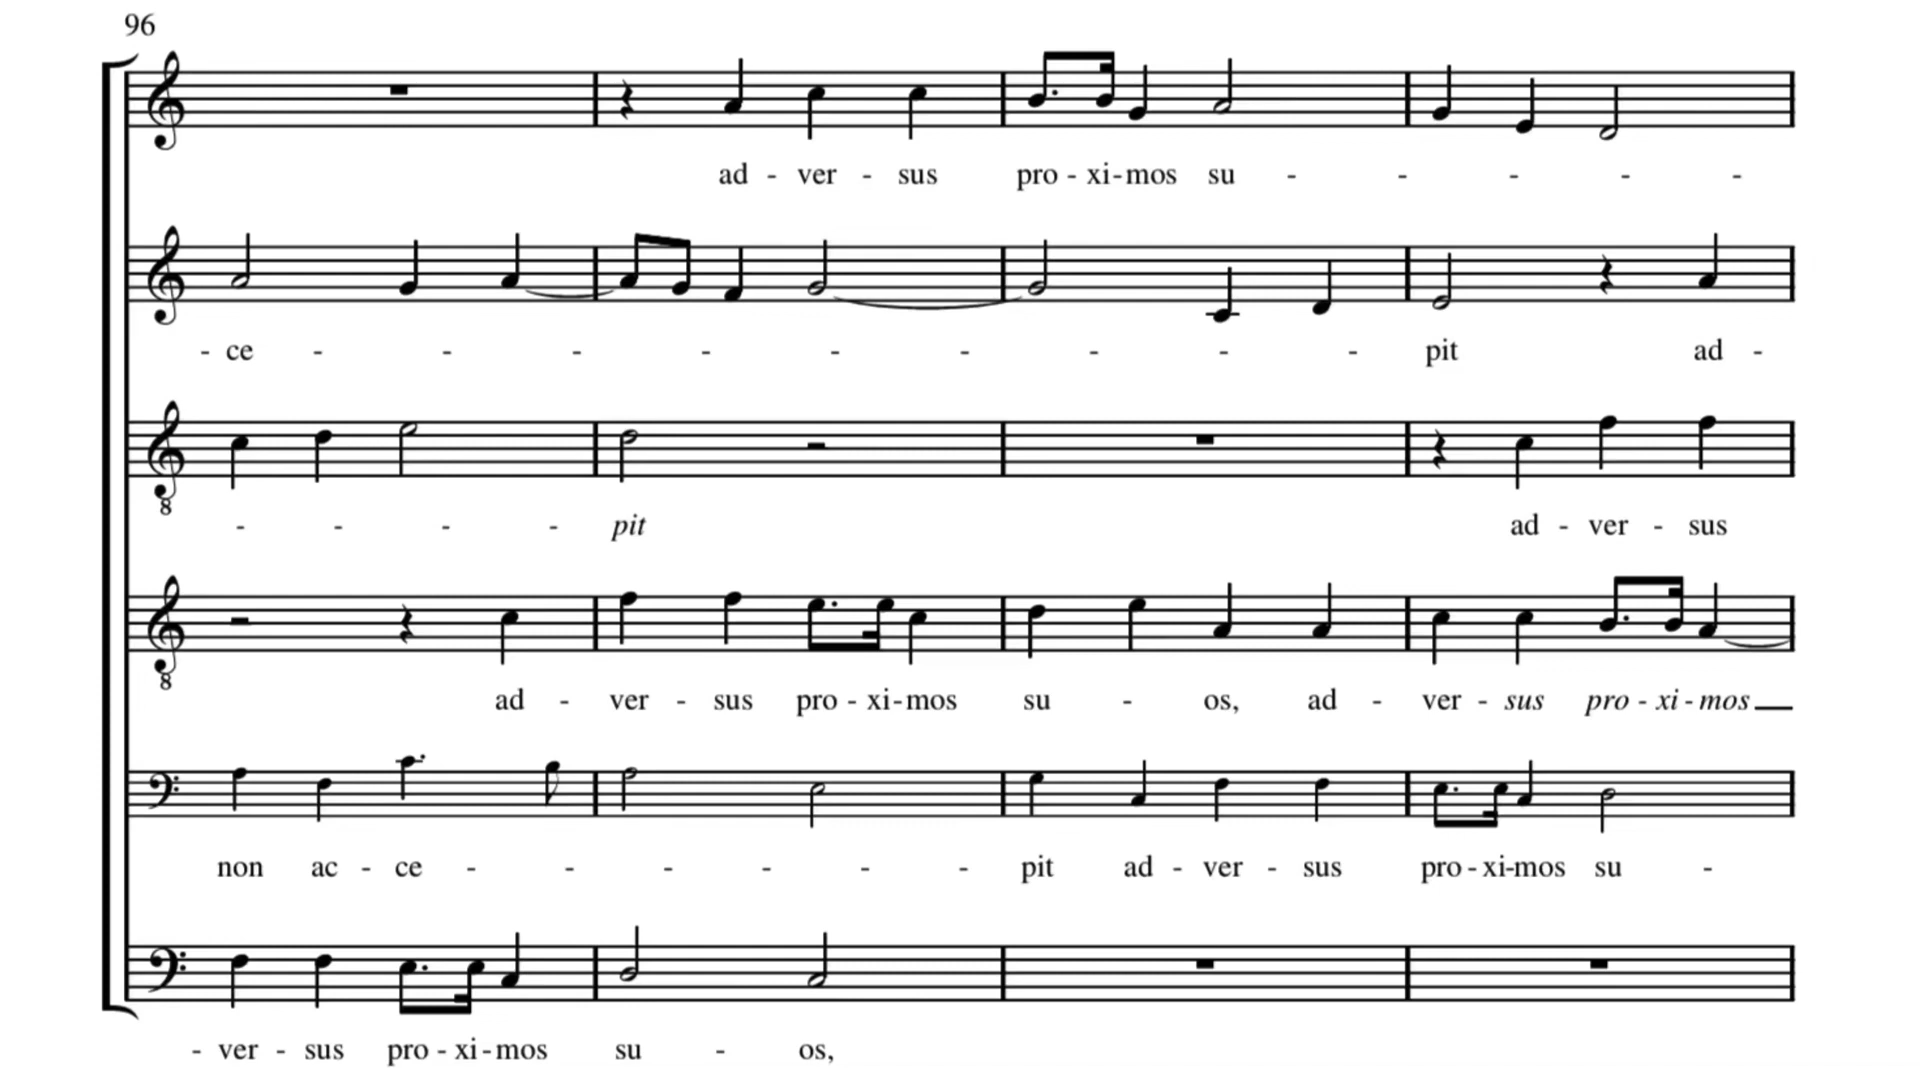 96
ad - ver - sus pro - xi - mos su - - - - -
- ce - - - - - - - - - pit ad -
- - - - pit ad - ver - sus
8
ad - ver - sus pro - xi - mos su - os, ad - ver - sus pro - xi - mos
8
non ac - ce - - - - - pit ad - ver - sus pro - xi - mos su -
- ver - sus pro - xi - mos su - os,